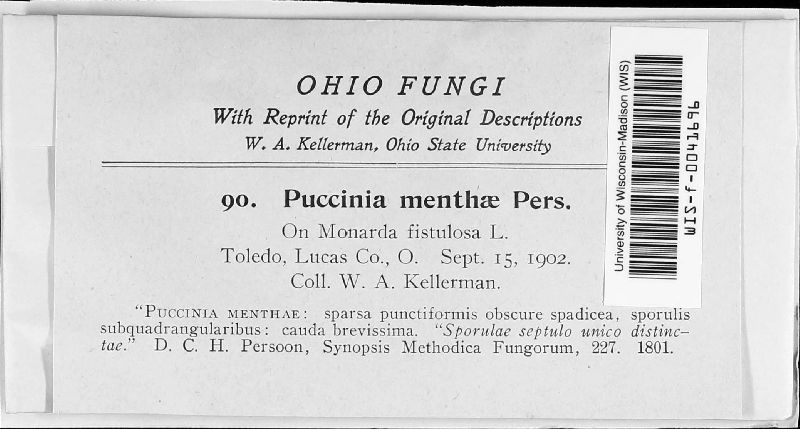 OHIO FUNGI
With Reprint of the Original Descriptions
W. A. Kellerman, Ohio State University
90. Puccinia menthæ Pers.
On Monarda fistulosa L.
Toledo, Lucas Co., O. Sept. 15, 1902.
Coll. W. A. Kellerman.
"PUCCINIA MENTHAE: sparsa punctiformis obscure spadicea, sporulis
subquadrangularibus: cauda brevissima. "Sporulae septulo unico distinc-
tae." D. C. H. Persoon, Synopsis Methodica Fungorum, 227. 1801.
University of Wisconsin-Madison (WIS)
WIS-f-0041696